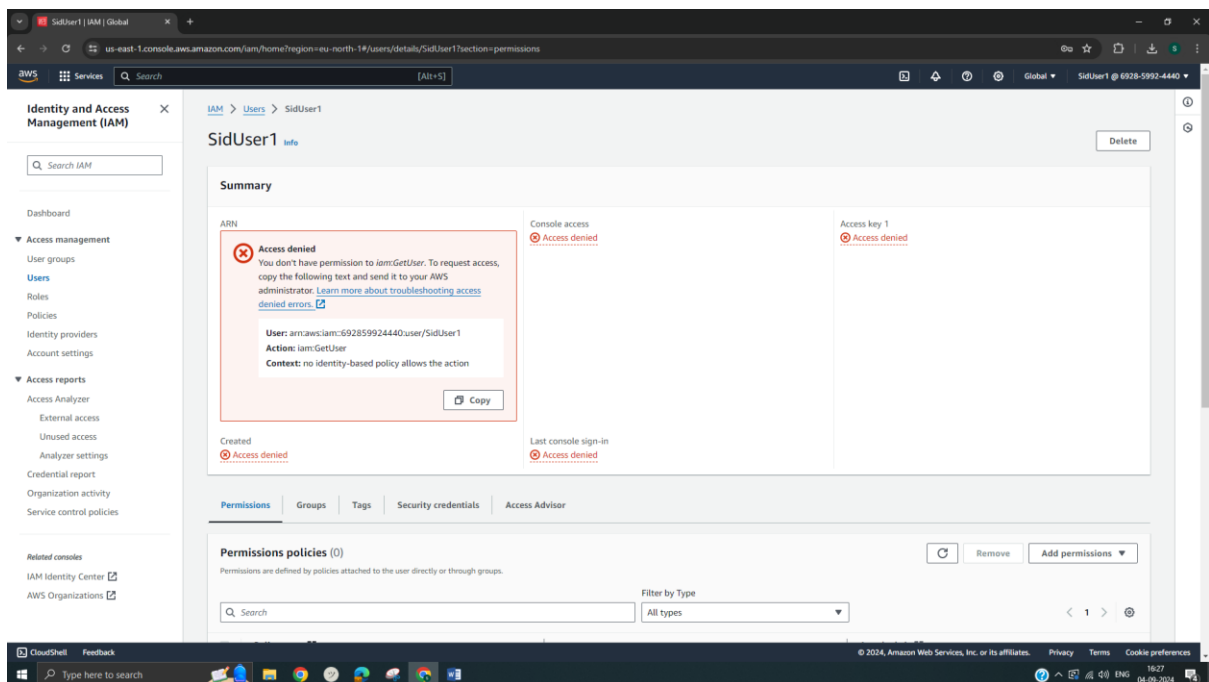 SidUser1 | IAM | Global
us-east-1.console.aws.amazon.com/iam/home?region=eu-north-1#/users/details/SidUser1?section=permissions
aws Services Search [Alt+S] Global SidUser1 @ 6928-5992-4440
Identity and Access Management (IAM)
Search IAM
Dashboard
Access management
User groups
Users
Roles
Policies
Identity providers
Account settings
Access reports
Access Analyzer
External access
Unused access
Analyzer settings
Credential report
Organization activity
Service control policies
Related consoles
IAM Identity Center
AWS Organizations
IAM > Users > SidUser1
SidUser1 Info
Delete
Summary
ARN
Access denied
You don't have permission to iam:GetUser. To request access,
copy the following text and send it to your AWS
administrator. Learn more about troubleshooting access
denied errors.
User: arn:aws:iam::692859924440:user/SidUser1
Action: iam:GetUser
Context: no identity-based policy allows the action
Copy
Console access
Access denied
Access key 1
Access denied
Created
Access denied
Last console sign-in
Access denied
Permissions Groups Tags Security credentials Access Advisor
Permissions policies (0)
Remove Add permissions
Permissions are defined by policies attached to the user directly or through groups.
Filter by Type
Search All types 1
CloudShell Feedback © 2024, Amazon Web Services, Inc. or its affiliates. Privacy Terms Cookie preferences
Type here to search ENG 16:27
04-09-2024